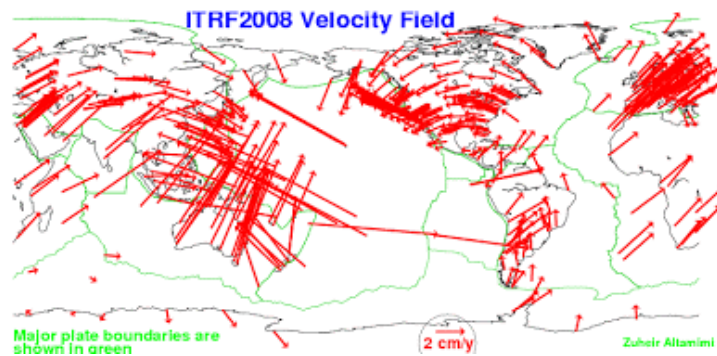 ITRF2008 Velocity Field
Major plate boundaries are
shown in green
2 cm/y
Zuheir Altamimi